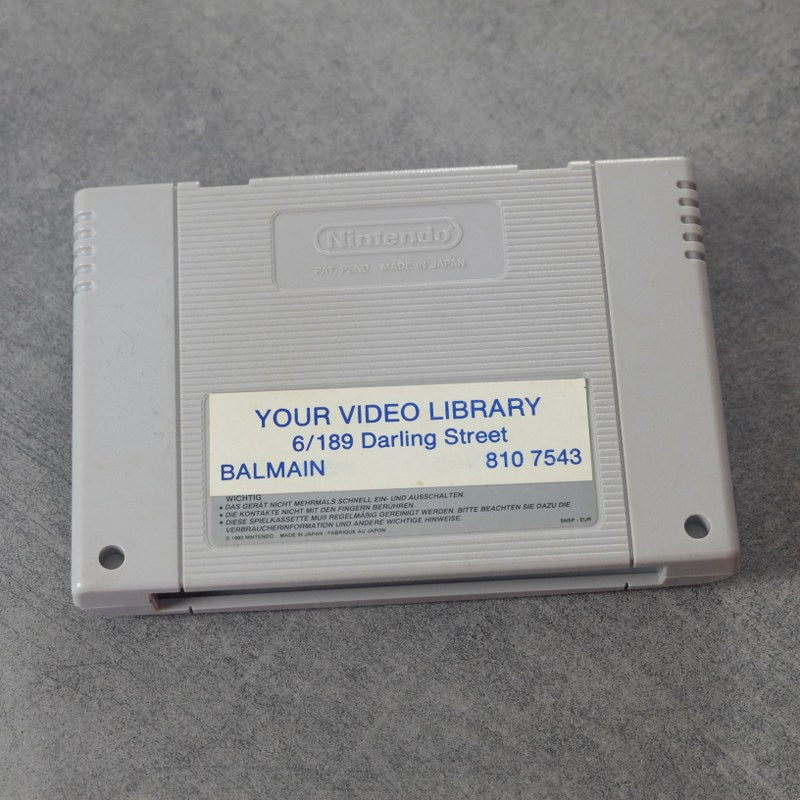 Nintendo
PAT. PEND. MADE IN JAPAN
YOUR VIDEO LIBRARY
6/189 Darling Street
BALMAIN 810 7543
WICHTIG
• DAS GERÄT NICHT MEHRMALS SCHNELL EIN- UND AUSSCHALTEN.
• DIE KONTAKTE NICHT MIT DEN FINGERN BERÜHREN.
• DIESE SPIELKASSETTE MUß REGELMÄßIG GEREINIGT WERDEN. BITTE BEACHTEN SIE DAZU DIE
VERBRAUCHERINFORMATION UND ANDERE WICHTIGE HINWEISE.
SNSP - EUR
© 1992 NINTENDO MADE IN JAPAN / FABRIQUE AU JAPON